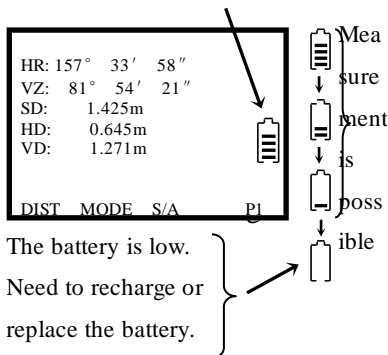 HR: 157° 33′ 58″
VZ: 81° 54′ 21″
SD: 1.425m
HD: 0.645m
VD: 1.271m
DIST MODE S/A P1
Mea
sure
ment
is
poss
ible
The battery is low.
Need to recharge or
replace the battery.